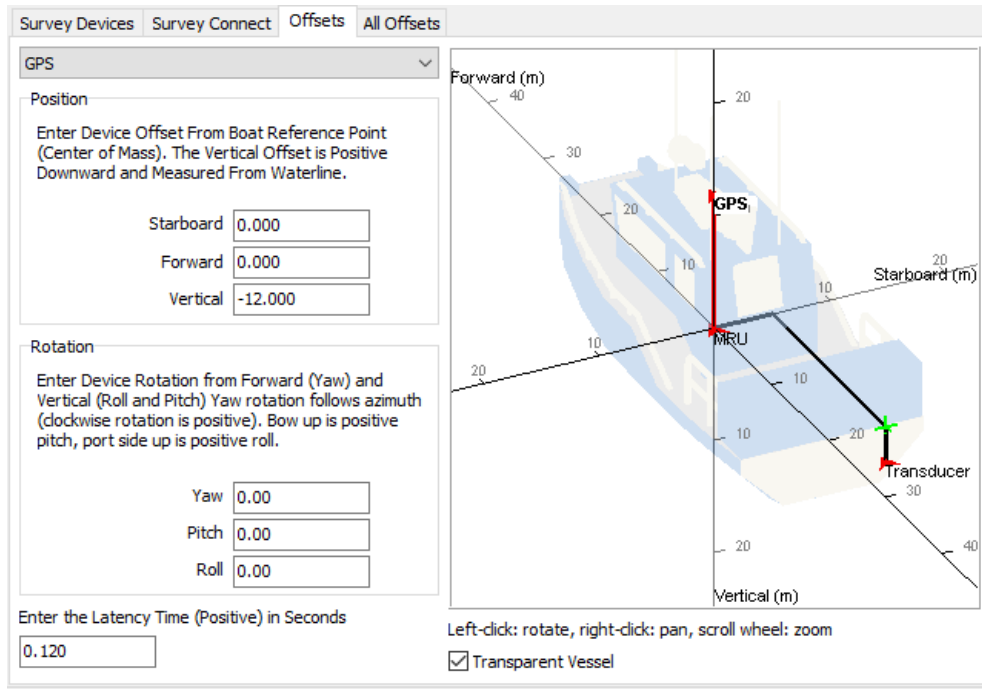 Survey Devices Survey Connect Offsets All Offsets
GPS
Position
Enter Device Offset From Boat Reference Point
(Center of Mass). The Vertical Offset is Positive
Downward and Measured From Waterline.
Starboard 0.000
Forward 0.000
Vertical -12.000
Rotation
Enter Device Rotation from Forward (Yaw) and
Vertical (Roll and Pitch) Yaw rotation follows azimuth
(clockwise rotation is positive). Bow up is positive
pitch, port side up is positive roll.
Yaw 0.00
Pitch 0.00
Roll 0.00
Enter the Latency Time (Positive) in Seconds
0.120
Forward (m)
40
20
30
GPS
20
10
20
Starboard (m)
10
MRU
10
20
10
10
20
Transducer
30
20
40
Vertical (m)
Left-click: rotate, right-click: pan, scroll wheel: zoom
Transparent Vessel